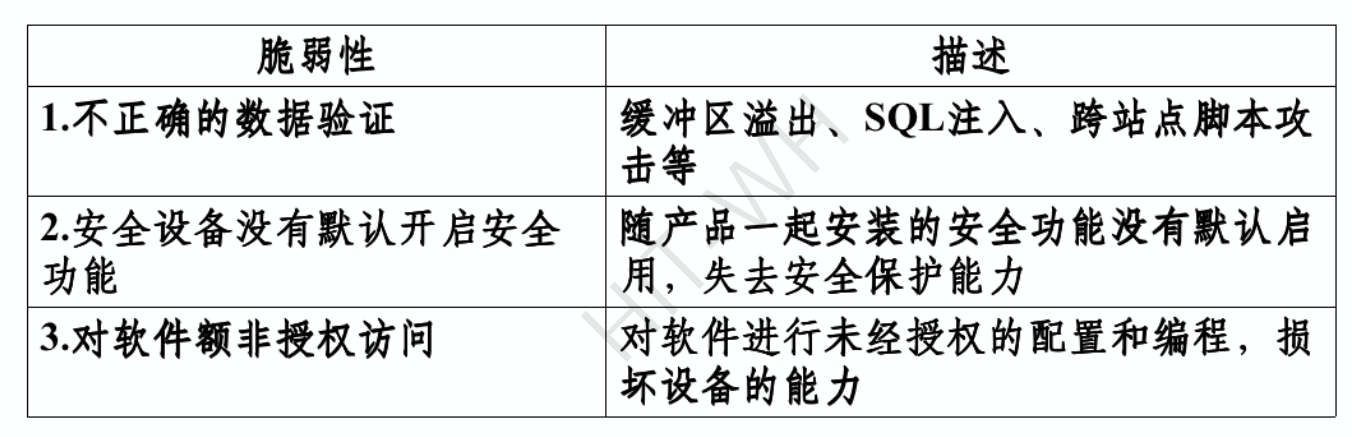 脆弱性
描述
1.不正确的数据验证
缓冲区溢出、SQL注入、跨站点脚本攻
击等
2.安全设备没有默认开启安全
功能
随产品一起安装的安全功能没有默认启
用，失去安全保护能力
3.对软件额非授权访问
对软件进行未经授权的配置和编程，损
坏设备的能力
HIT-WH